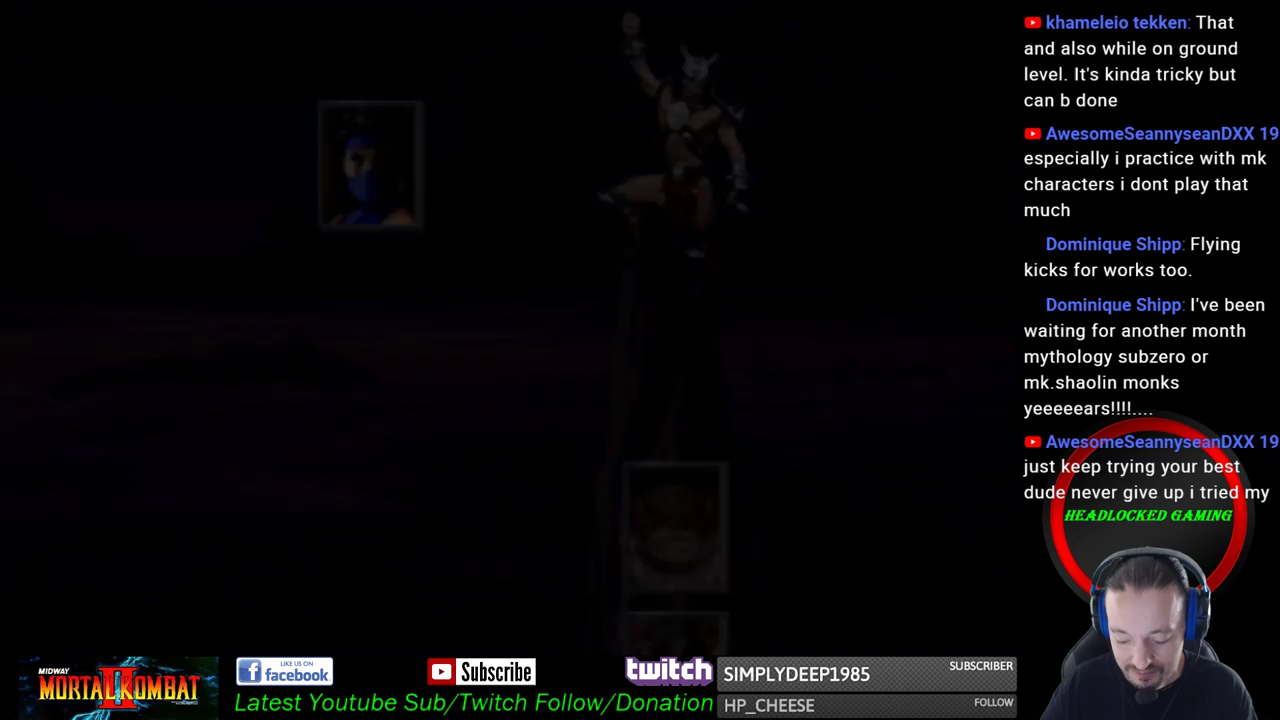 khameleio tekken: That
and also while on ground
level. It's kinda tricky but
can b done
AwesomeSeannyseanDXX 19
especially i practice with mk
characters i dont play that
much
Dominique Shipp: Flying
kicks for works too.
Dominique Shipp: I've been
waiting for another month
mythology subzero or
mk.shaolin monks
yeeeeears!!!!....
AwesomeSeannyseanDXX 19
just keep trying your best
dude never give up i tried my
HEADLOCKED GAMING
MIDWAY
MORTAL KOMBAT
II
LIKE US ON
facebook
Subscribe
twitch
SIMPLYDEEP1985
SUBSCRIBER
Latest Youtube Sub/Twitch Follow/Donation
HP_CHEESE
FOLLOW